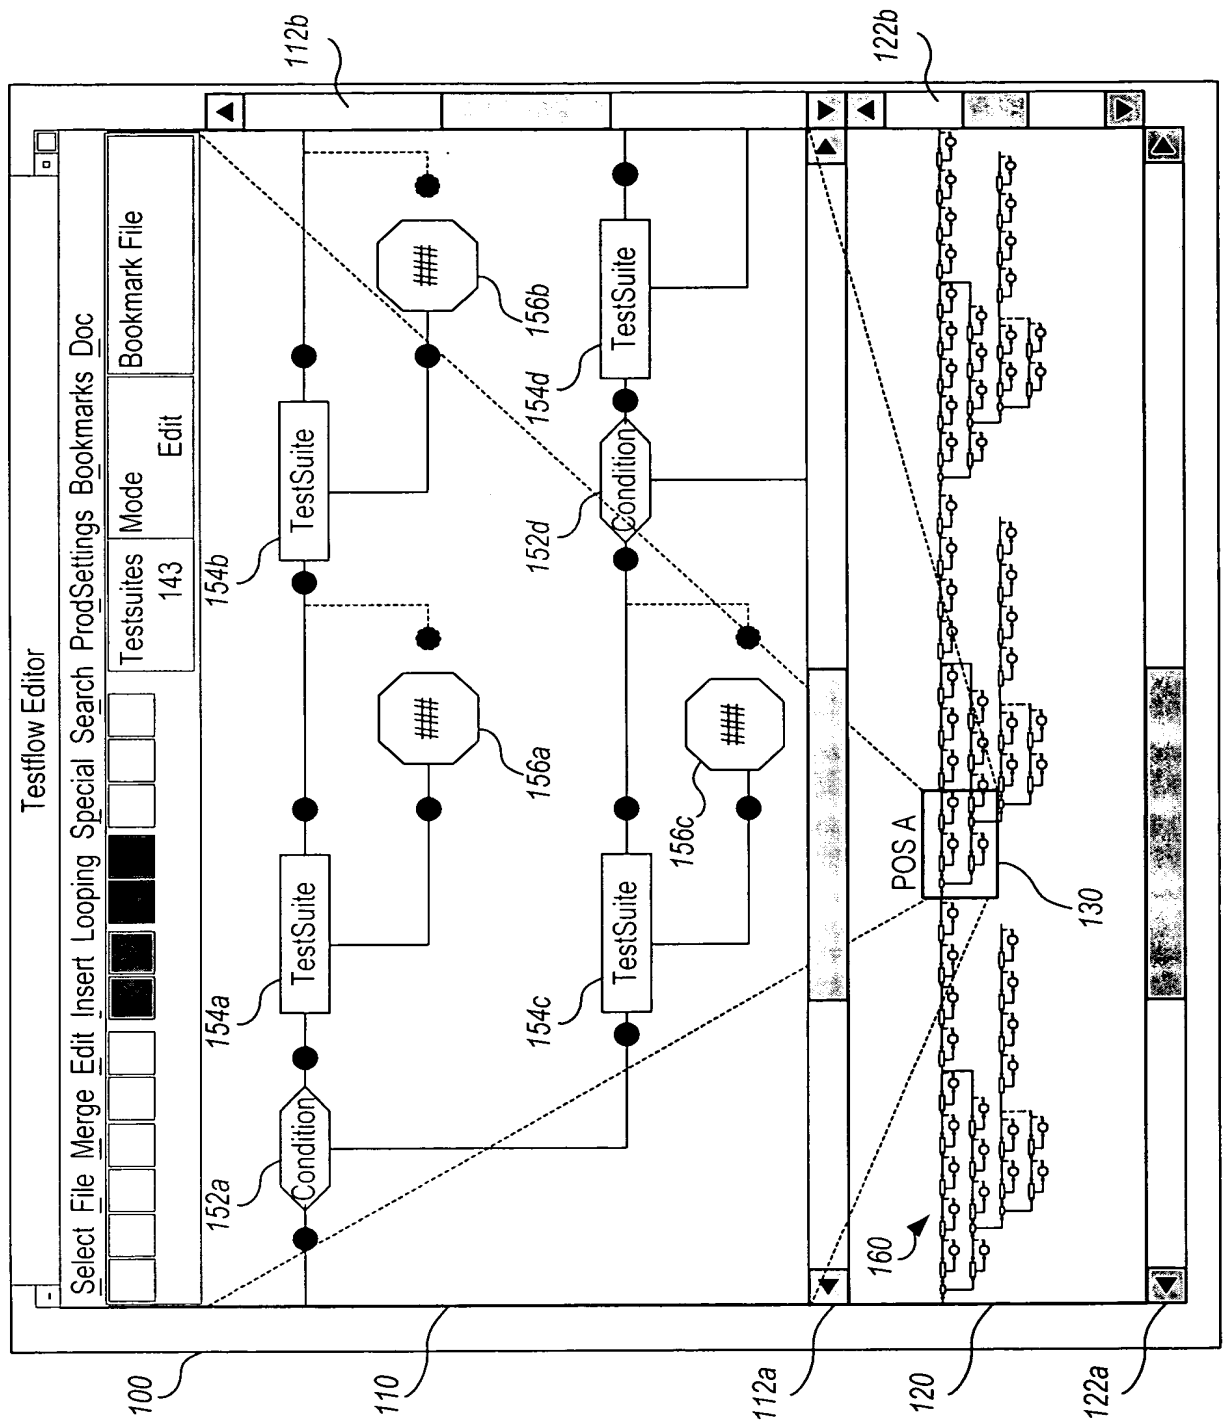 Testflow Editor
Select File Merge Edit Insert Looping Special Search ProdSettings Bookmarks Doc
Testsuites
143
Mode
Edit
Bookmark File
100
110
112a
112b
120
122a
122b
152a
Condition
154a
TestSuite
156a
###
154b
TestSuite
156b
###
154c
TestSuite
156c
###
152d
Condition
154d
TestSuite
POS A
130
160